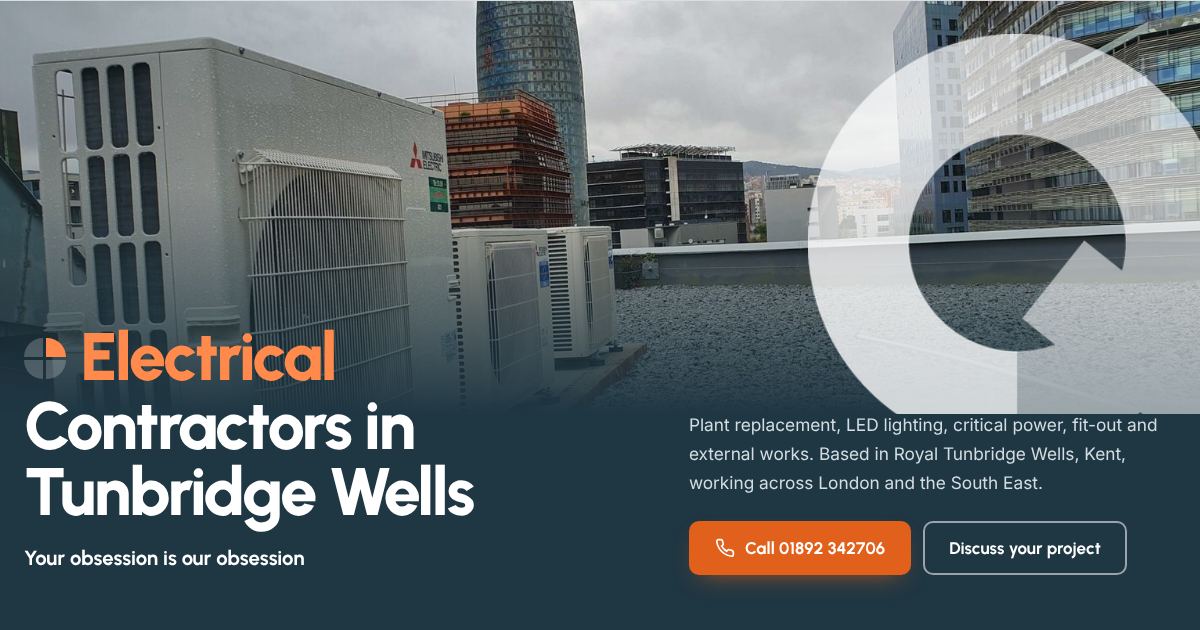 MITSUBISHI
ELECTRIC
Electrical
Contractors in
Tunbridge Wells
Your obsession is our obsession
Plant replacement, LED lighting, critical power, fit-out and
external works. Based in Royal Tunbridge Wells, Kent,
working across London and the South East.
Call 01892 342706
Discuss your project